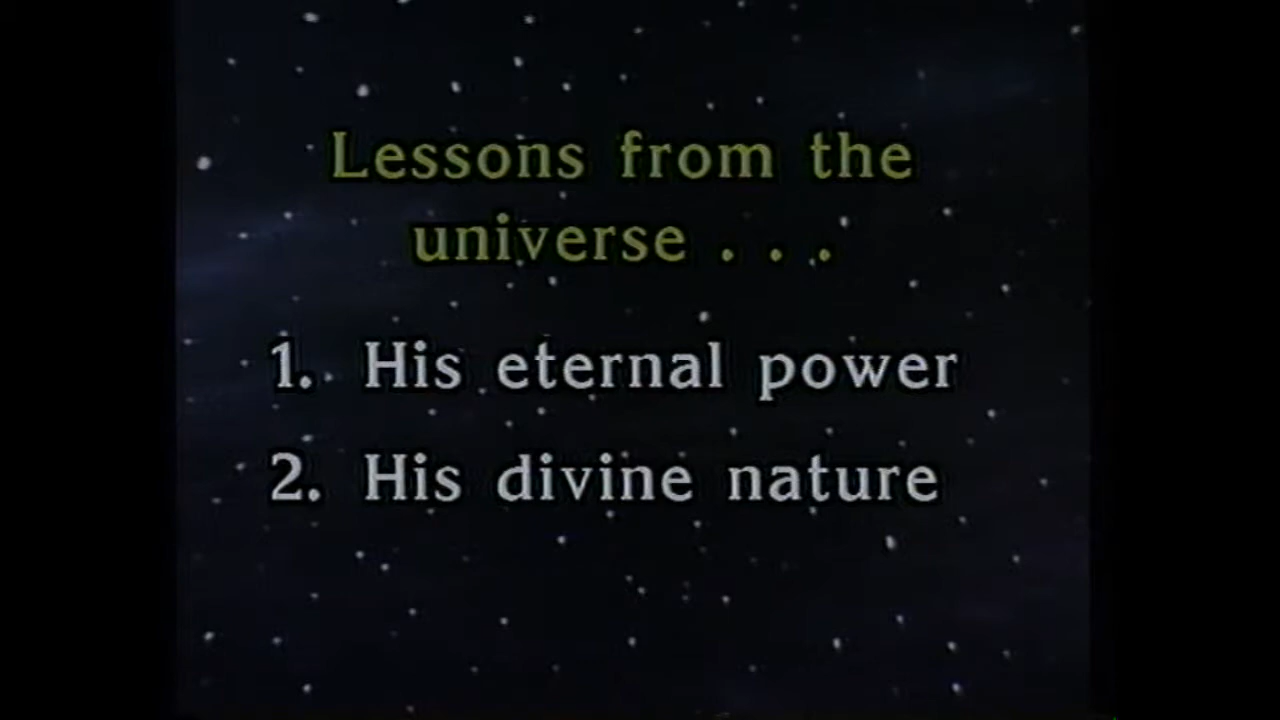 Lessons from the
universe . . .
1. His eternal power
2. His divine nature